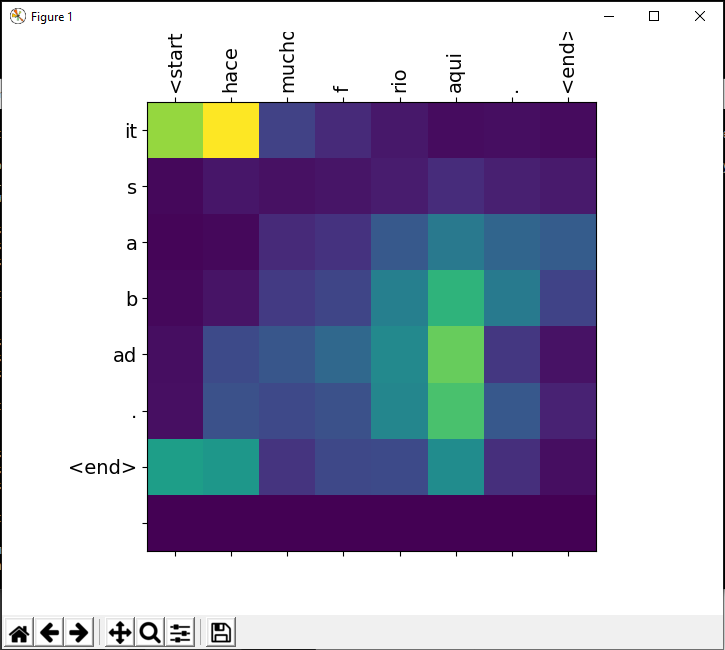 Figure 1
<start
hace
mucho
f
rio
aqui
.
<end>
it
s
a
b
ad
.
<end>